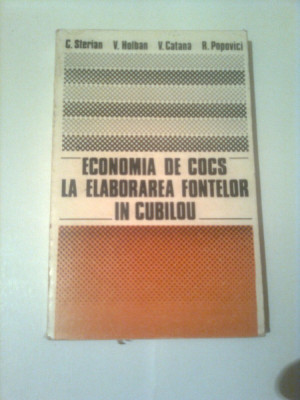 C. Sterian V. Holban V. Catana R. Popovici
ECONOMIA DE COCS
LA ELABORAREA FONTELOR
IN CUBILOU